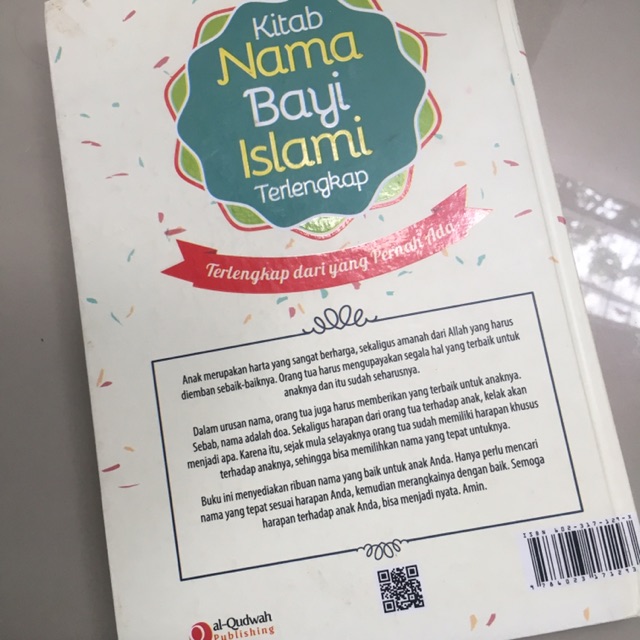 Kitab
Nama
Bayi
Islami
Terlengkap
Terlengkap dari yang Pernah Ada
Anak merupakan harta yang sangat berharga, sekaligus amanah dari Allah yang harus
diemban sebaik-baiknya. Orang tua harus mengupayakan segala hal yang terbaik untuk
anaknya dan itu sudah seharusnya.
Dalam urusan nama, orang tua juga harus memberikan yang terbaik untuk anaknya.
Sebab, nama adalah doa. Sekaligus harapan dari orang tua terhadap anak, kelak akan
menjadi apa. Karena itu, sejak mula selayaknya orang tua sudah memiliki harapan khusus
terhadap anaknya, sehingga bisa memilihkan nama yang tepat untuknya.
Buku ini menyediakan ribuan nama yang baik untuk anak Anda. Hanya perlu mencari
nama yang tepat sesuai harapan Anda, kemudian merangkainya dengan baik. Semoga
harapan terhadap anak Anda, bisa menjadi nyata. Amin.
al-Qudwah
Publishing
ISBN